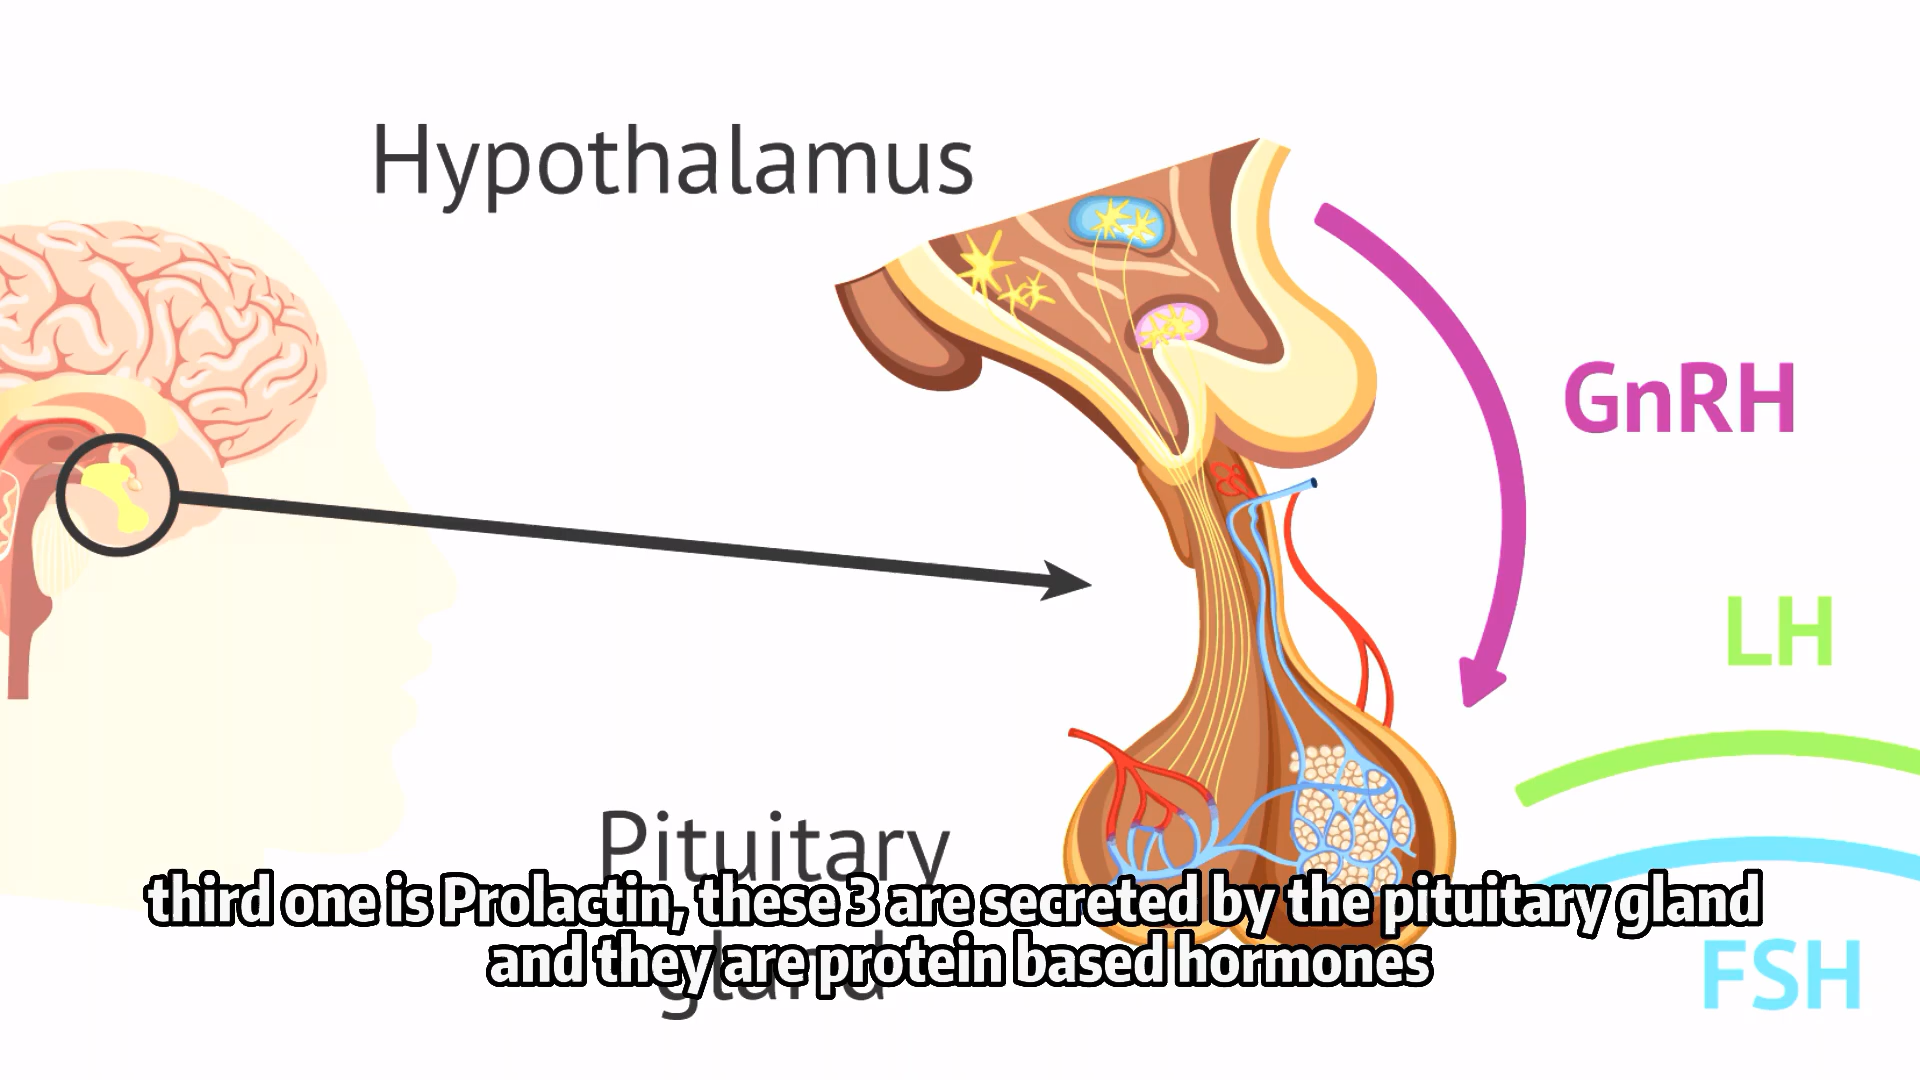 Hypothalamus
GnRH
LH
Pituitary
gland
third one is Prolactin, these 3 are secreted by the pituitary gland
and they are protein based hormones
FSH